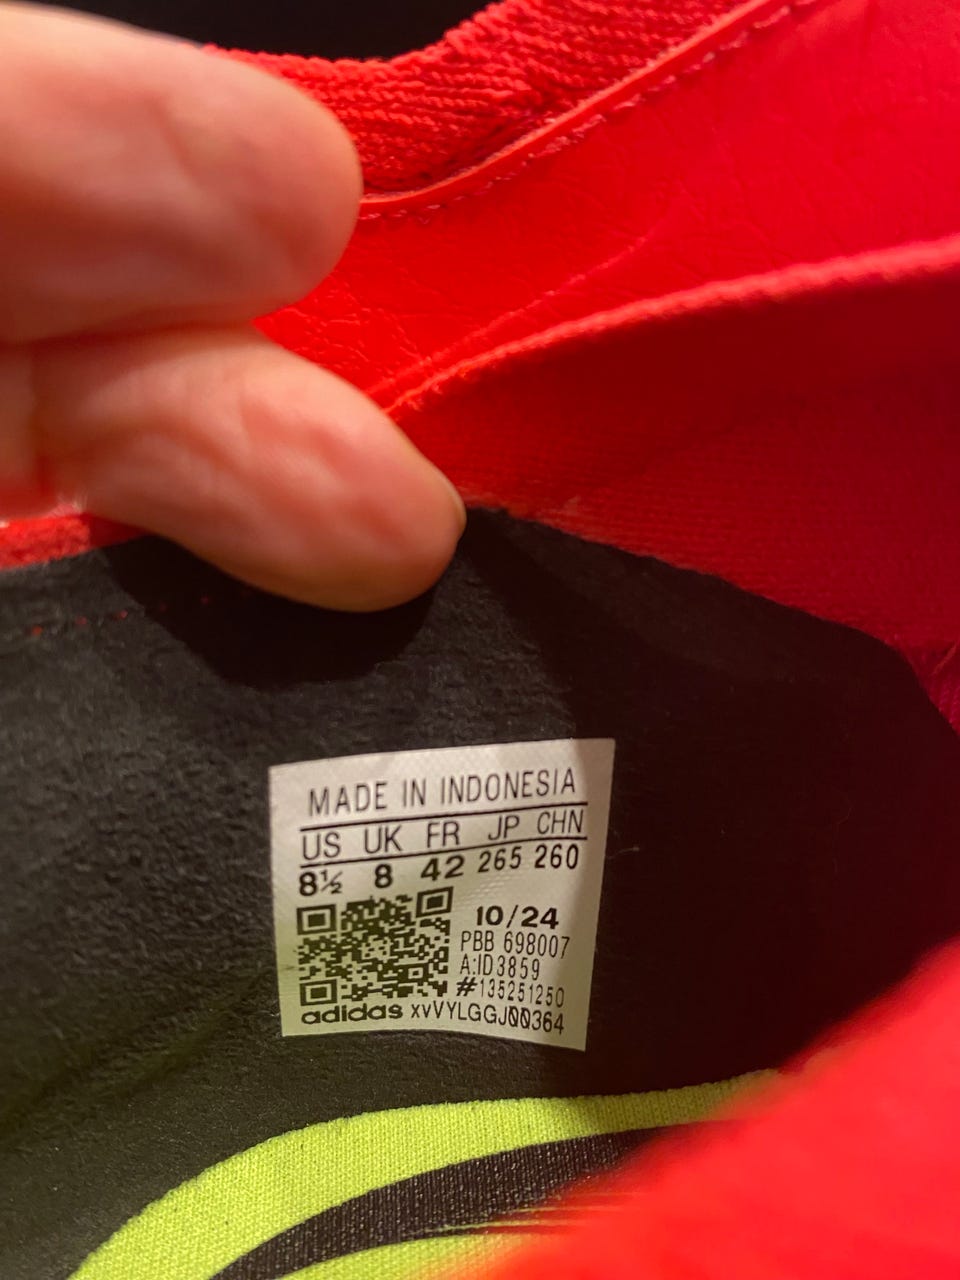 MADE IN INDONESIA
US UK FR JP CHN
8½ 8 42 265 260
10/24
PBB 698007
A:ID3859
#135251250
adidas xvVYLGGJ00364